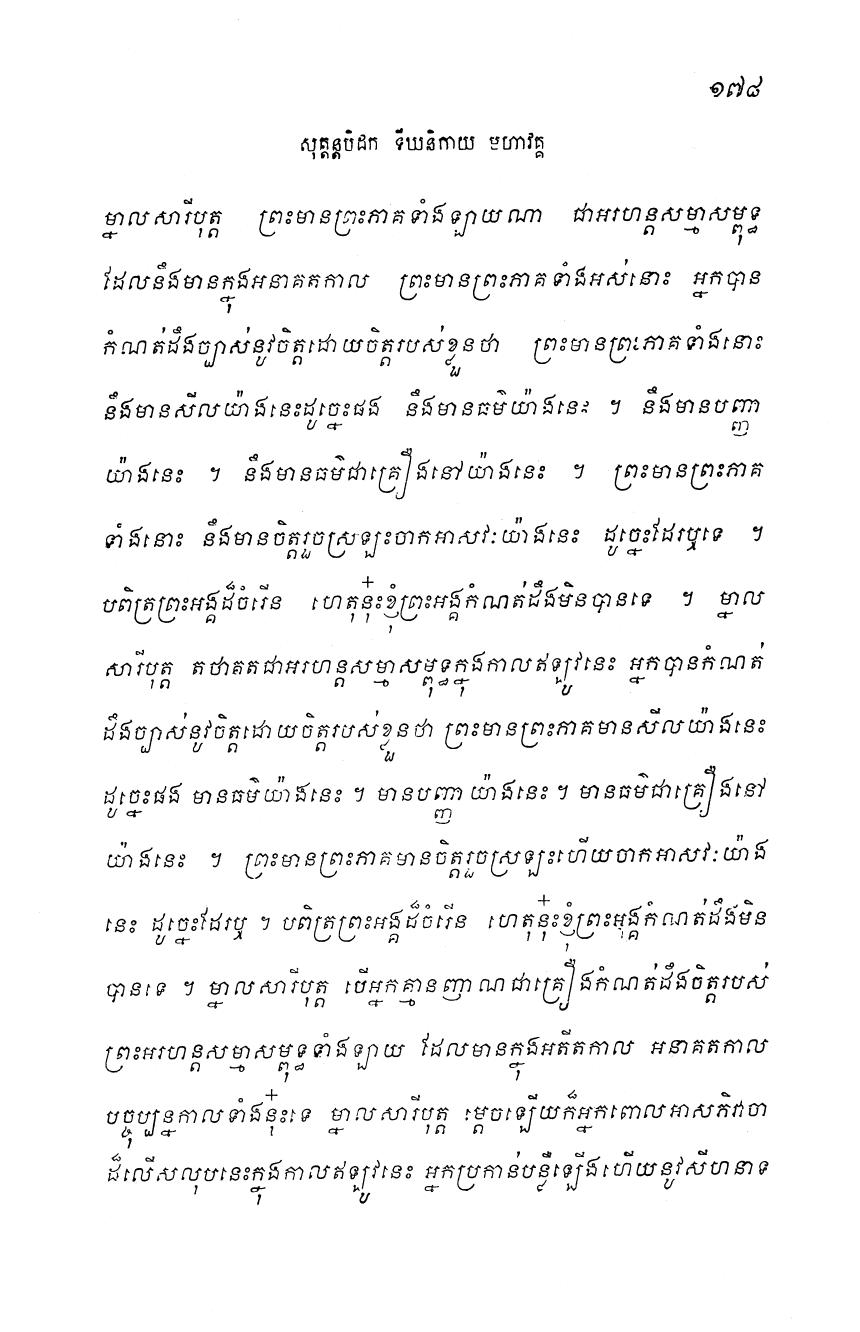 ១៧៨
សុត្តន្តបិដក ទីឃនិកាយ មហាវគ្គ
ម្នាលសារីបុត្ត ព្រះមានព្រះភាគទាំងឡាយណា ជាអរហន្តសម្មាសម្ពុទ្ធ
ដែលនឹងមានក្នុងអនាគតកាល ព្រះមានព្រះភាគទាំងអស់នោះ អ្នកបាន
កំណត់ដឹងច្បាស់នូវចិត្តដោយចិត្តរបស់ខ្លួនថា ព្រះមានព្រះភាគទាំងនោះ
នឹងមានសីលយ៉ាងនេះដូច្នេះផង នឹងមានធម៌យ៉ាងនេះ ។ នឹងមានបញ្ញា
យ៉ាងនេះ ។ នឹងមានធម៌ជាគ្រឿងនៅយ៉ាងនេះ ។ ព្រះមានព្រះភាគ
ទាំងនោះ នឹងមានចិត្តរួចស្រឡះចាកអាសវៈយ៉ាងនេះ ដូច្នេះដែរឬទេ ។
បពិត្រព្រះអង្គដ៏ចំរើន ហេតុនុ៎ះខ្ញុំព្រះអង្គកំណត់ដឹងមិនបានទេ ។ ម្នាល
សារីបុត្ត តថាគតជាអរហន្តសម្មាសម្ពុទ្ធក្នុងកាលឥឡូវនេះ អ្នកបានកំណត់
ដឹងច្បាស់នូវចិត្តដោយចិត្តរបស់ខ្លួនថា ព្រះមានព្រះភាគមានសីលយ៉ាងនេះ
ដូច្នេះផង មានធម៌យ៉ាងនេះ ។ មានបញ្ញាយ៉ាងនេះ ។ មានធម៌ជាគ្រឿងនៅ
យ៉ាងនេះ ។ ព្រះមានព្រះភាគមានចិត្តរួចស្រឡះហើយចាកអាសវៈយ៉ាង
នេះ ដូច្នេះដែរឬ ។ បពិត្រព្រះអង្គដ៏ចំរើន ហេតុនុ៎ះខ្ញុំព្រះអង្គកំណត់ដឹងមិន
បានទេ ។ ម្នាលសារីបុត្ត បើអ្នកគ្មានញាណជាគ្រឿងកំណត់ដឹងចិត្តរបស់
ព្រះអរហន្តសម្មាសម្ពុទ្ធទាំងឡាយ ដែលមានក្នុងអតីតកាល អនាគតកាល
បច្ចុប្បន្នកាលទាំងនុ៎ះទេ ម្នាលសារីបុត្ត ម្តេចឡើយក៏អ្នកពោលអាសភិវាចា
ដ៏លើសលុបនេះក្នុងកាលឥឡូវនេះ អ្នកប្រកាន់បន្លឺឡើងហើយនូវសីហនាទ